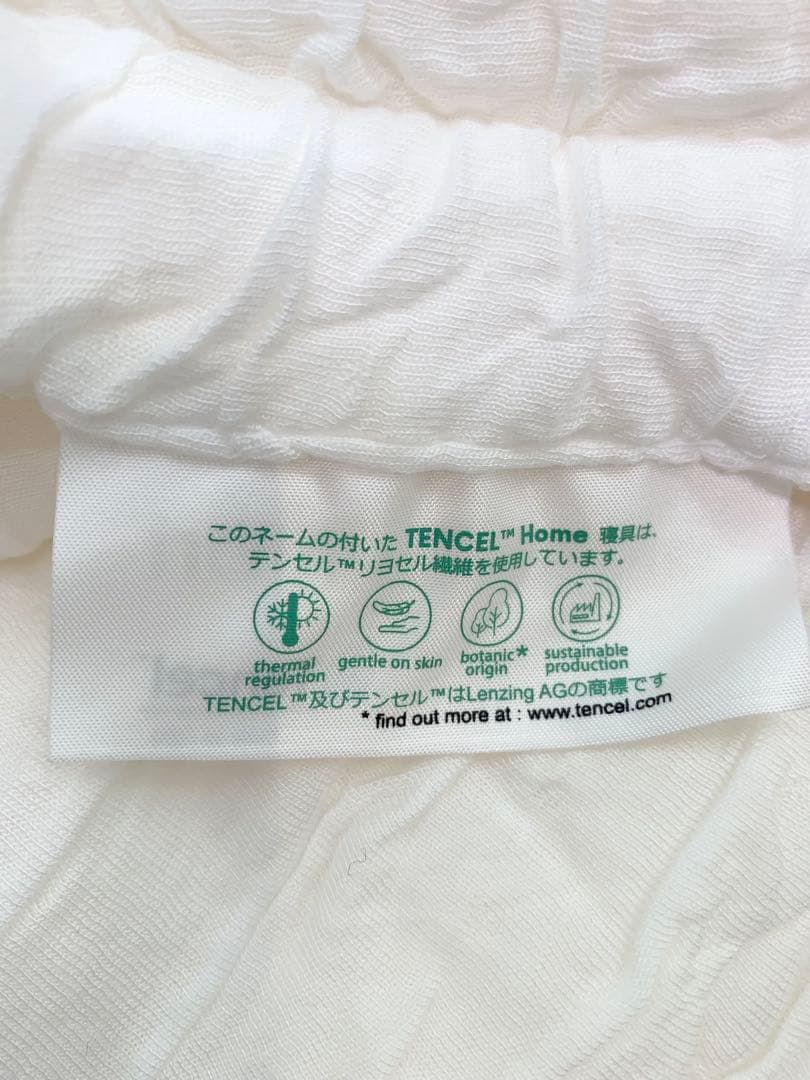 このネームの付いた TENCEL™ Home 寝具は、
テンセル™リヨセル繊維を使用しています。
thermal regulation
gentle on skin
botanic* origin
sustainable production
TENCEL™及びテンセル™はLenzing AGの商標です
* find out more at : www.tencel.com